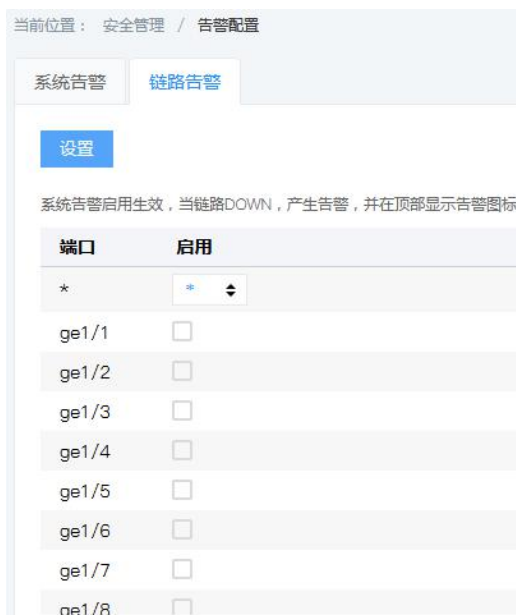 当前位置： 安全管理 / 告警配置
系统告警 链路告警
设置
系统告警启用生效，当链路DOWN，产生告警，并在顶部显示告警图标
端口 启用
* *
ge1/1
ge1/2
ge1/3
ge1/4
ge1/5
ge1/6
ge1/7
ge1/8